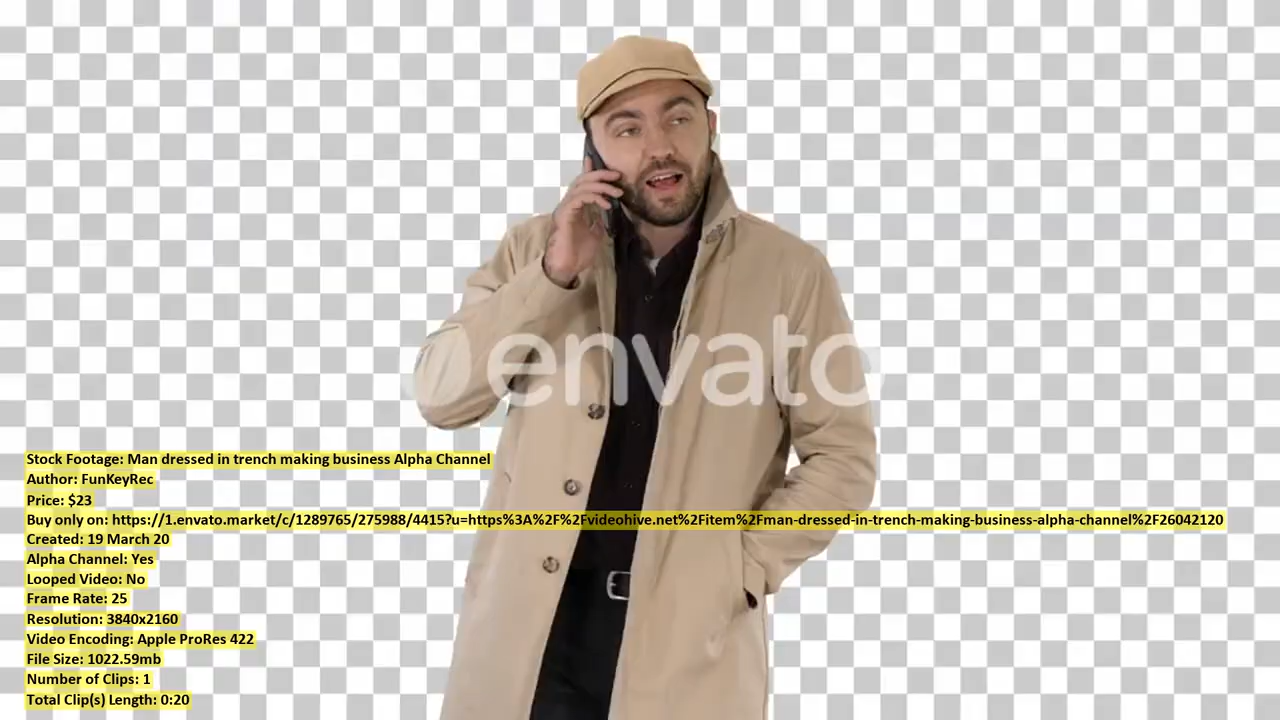 envato
Stock Footage: Man dressed in trench making business Alpha Channel
Author: FunKeyRec
Price: $23
Buy only on: https://1.envato.market/c/1289765/275988/4415?u=https%3A%2F%2Fvideohive.net%2Fitem%2Fman-dressed-in-trench-making-business-alpha-channel%2F26042120
Created: 19 March 20
Alpha Channel: Yes
Looped Video: No
Frame Rate: 25
Resolution: 3840x2160
Video Encoding: Apple ProRes 422
File Size: 1022.59mb
Number of Clips: 1
Total Clip(s) Length: 0:20